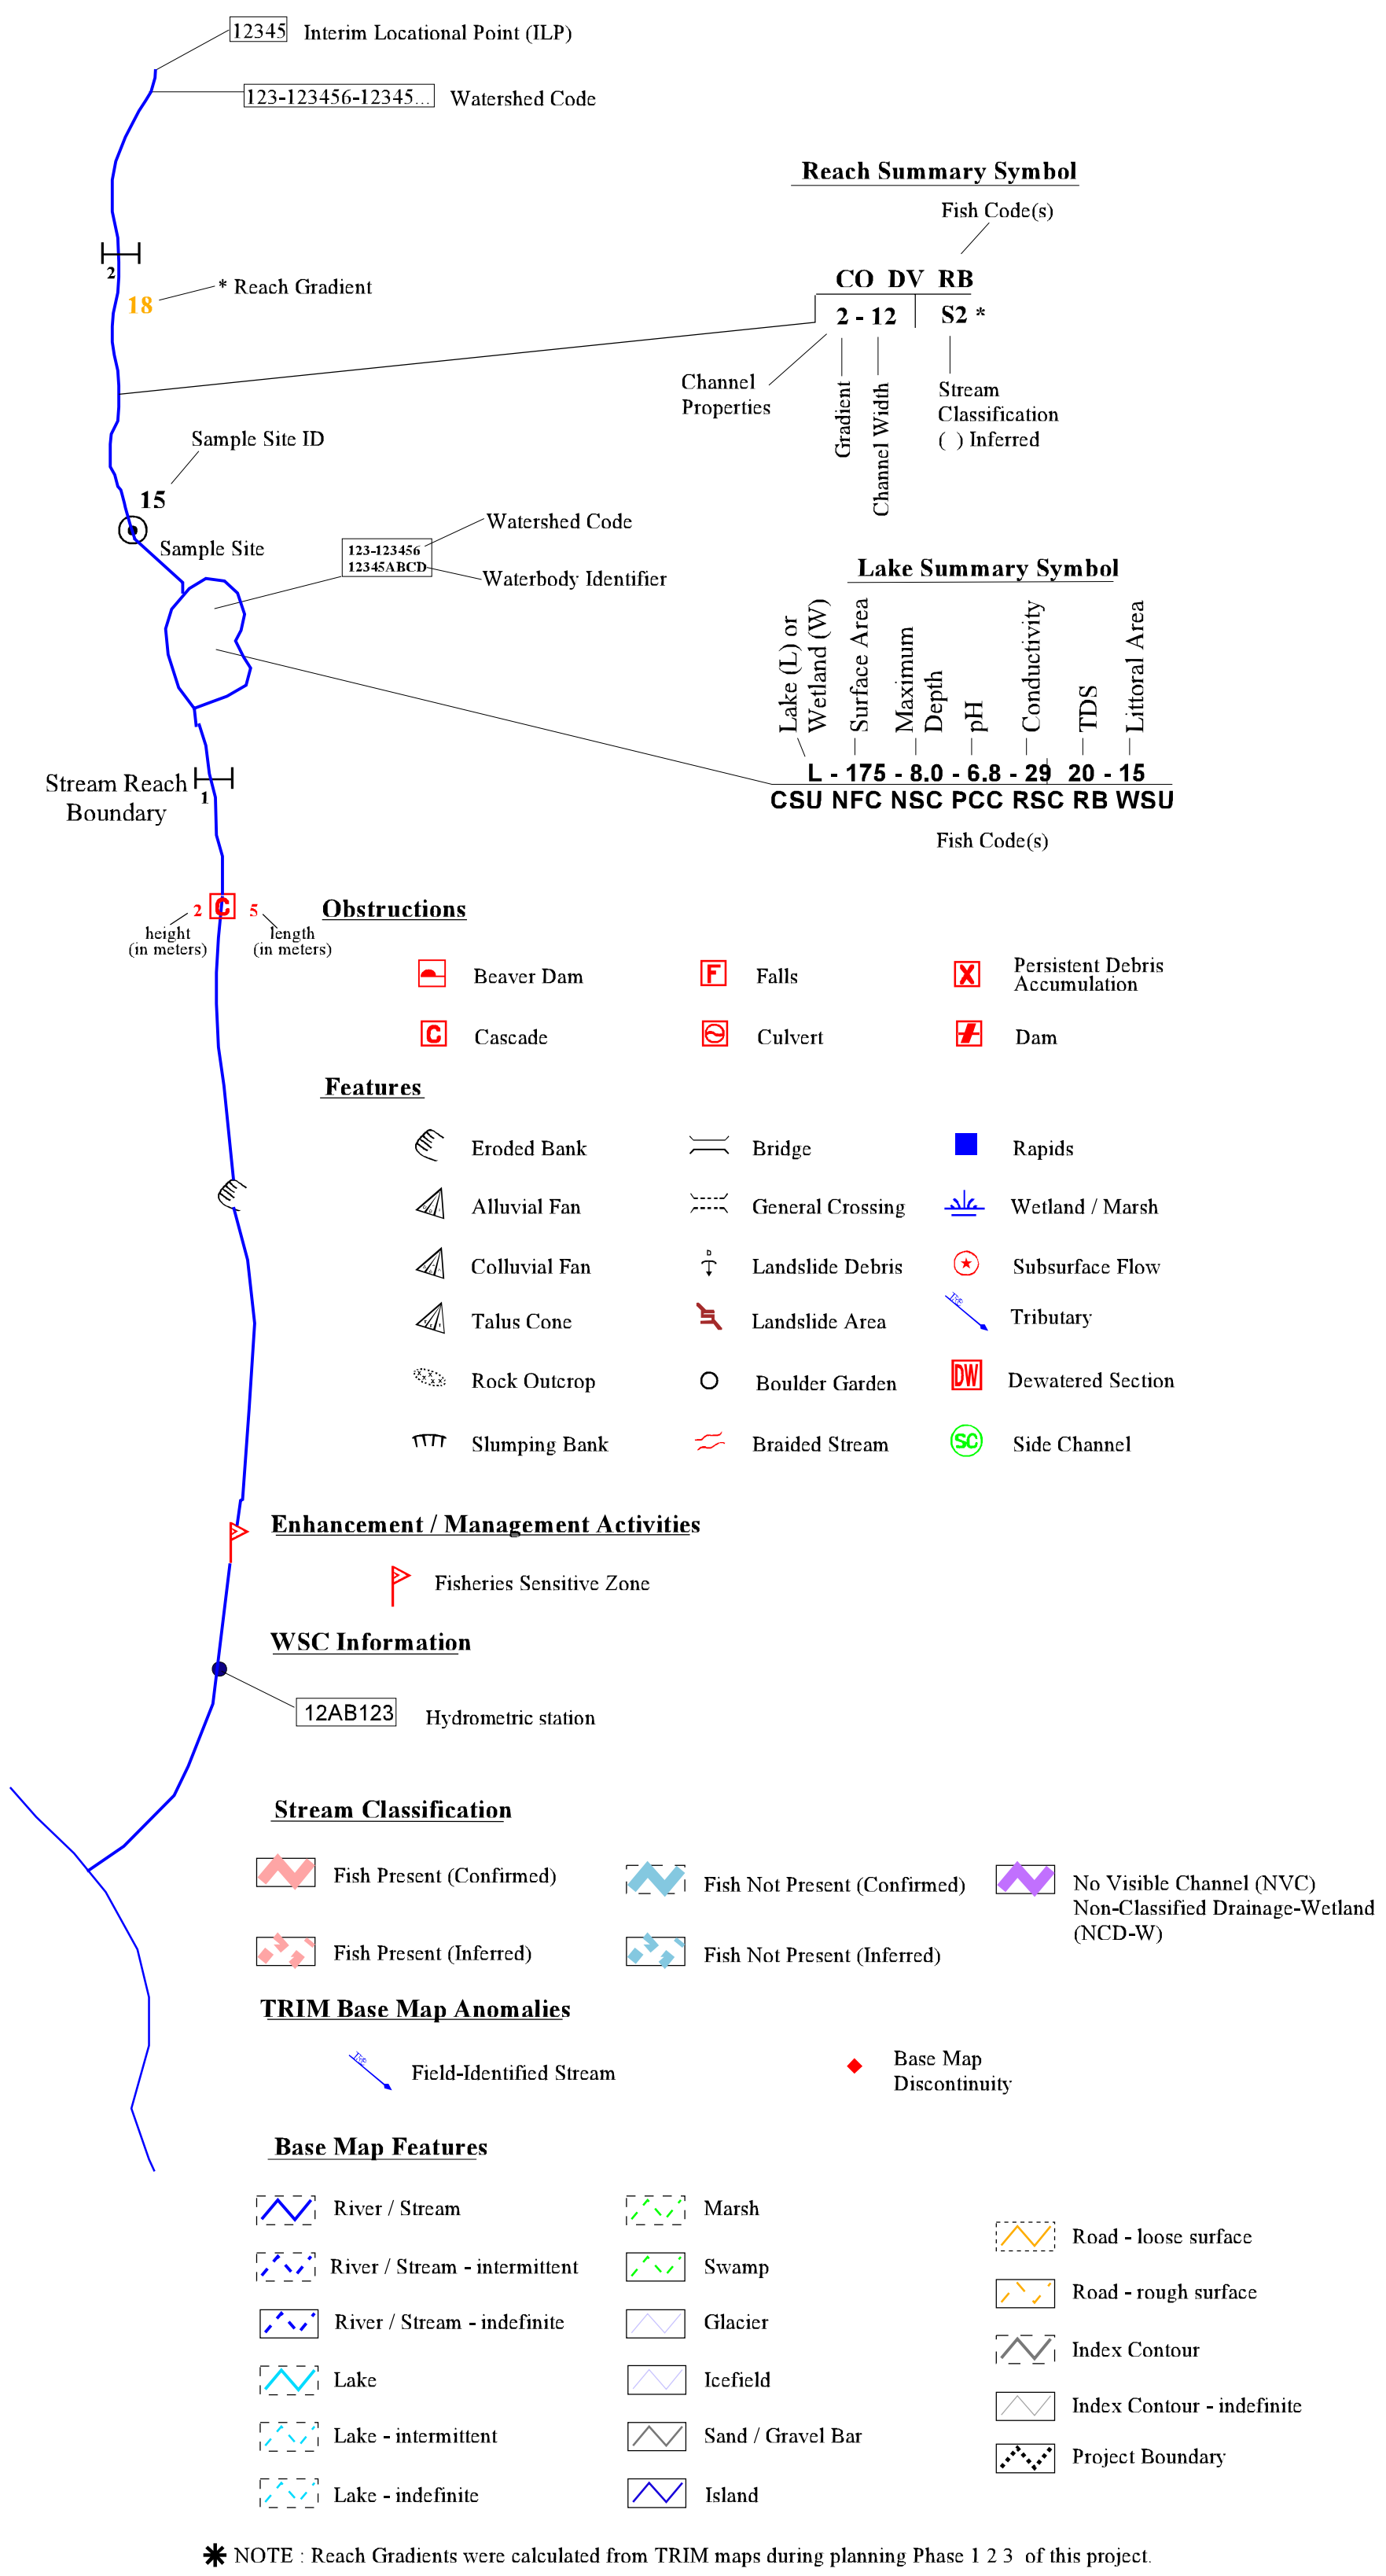 12345 Interim Locational Point (ILP)
123-123456-12345... Watershed Code
Reach Summary Symbol
Fish Code(s)
CO DV RB
2 - 12 S2 *
Channel
Properties
Gradient
Channel Width
Stream
Classification
( ) Inferred
2
18
* Reach Gradient
Sample Site ID
15
Sample Site
123-123456
12345ABCD
Watershed Code
Waterbody Identifier
Lake Summary Symbol
Lake (L) or
Wetland (W)
Surface Area
Maximum
Depth
pH
Conductivity
TDS
Littoral Area
L - 175 - 8.0 - 6.8 - 29 20 - 15
CSU NFC NSC PCC RSC RB WSU
Fish Code(s)
Stream Reach
Boundary
1
2 C 5
height
(in meters)
length
(in meters)
Obstructions
Beaver Dam
F Falls
X Persistent Debris
Accumulation
C Cascade
Culvert
Dam
Features
Eroded Bank
Bridge
Rapids
Alluvial Fan
General Crossing
Wetland / Marsh
Colluvial Fan
D Landslide Debris
Subsurface Flow
Talus Cone
Landslide Area
Tributary
Rock Outcrop
Boulder Garden
DW Dewatered Section
Slumping Bank
Braided Stream
SC Side Channel
Enhancement / Management Activities
Fisheries Sensitive Zone
WSC Information
12AB123 Hydrometric station
Stream Classification
Fish Present (Confirmed)
Fish Not Present (Confirmed)
No Visible Channel (NVC)
Non-Classified Drainage-Wetland
(NCD-W)
Fish Present (Inferred)
Fish Not Present (Inferred)
TRIM Base Map Anomalies
Field-Identified Stream
Base Map
Discontinuity
Base Map Features
River / Stream
River / Stream - intermittent
River / Stream - indefinite
Lake
Lake - intermittent
Lake - indefinite
Marsh
Swamp
Glacier
Icefield
Sand / Gravel Bar
Island
Road - loose surface
Road - rough surface
Index Contour
Index Contour - indefinite
Project Boundary
* NOTE : Reach Gradients were calculated from TRIM maps during planning Phase 1 2 3 of this project.